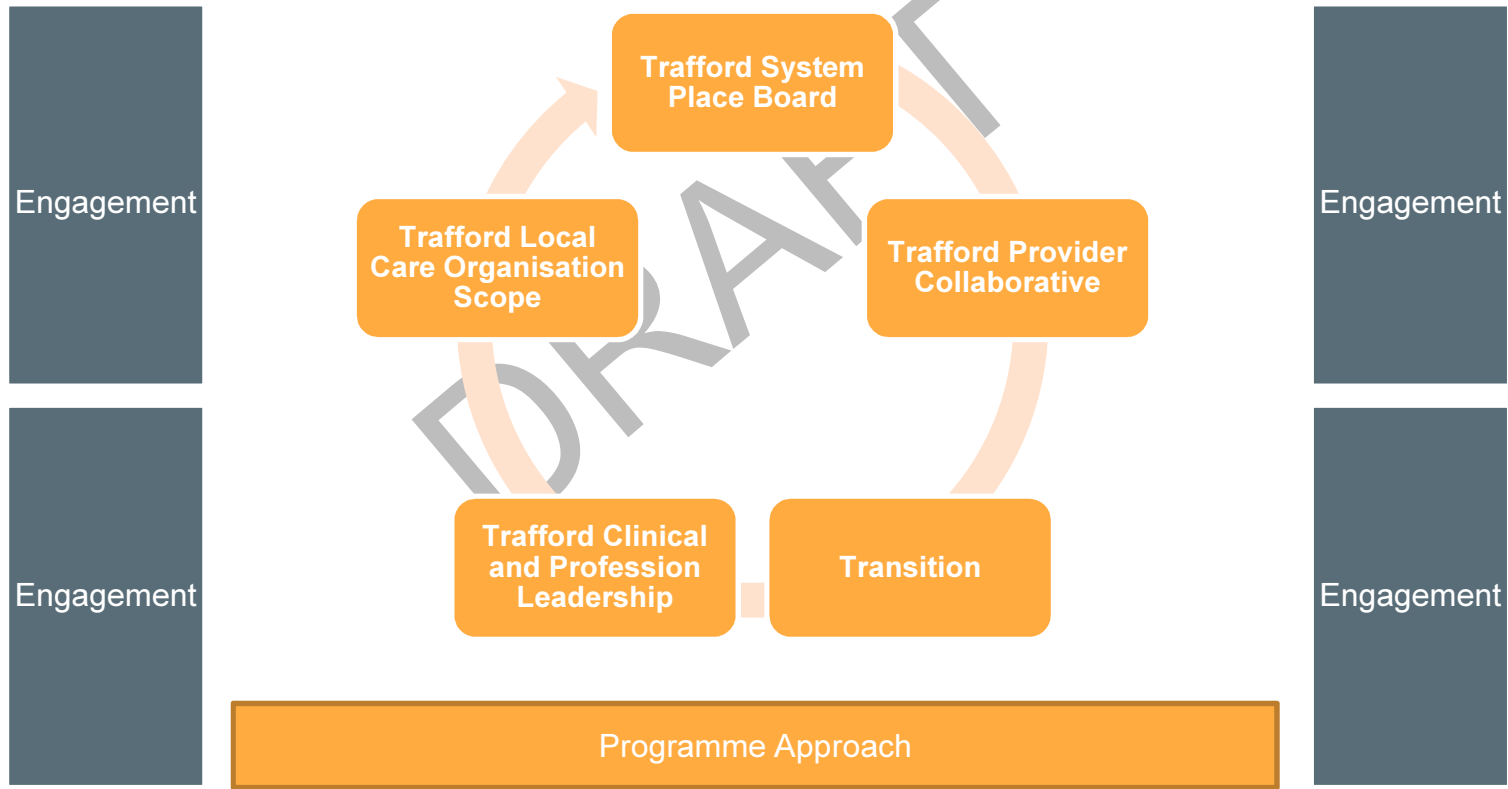 Trafford System
Place Board
Engagement
Engagement
Trafford Local
Care Organisation
Scope
Trafford Provider
Collaborative
DRAFT
Trafford Clinical
and Profession
Leadership
Transition
Engagement
Engagement
Programme Approach